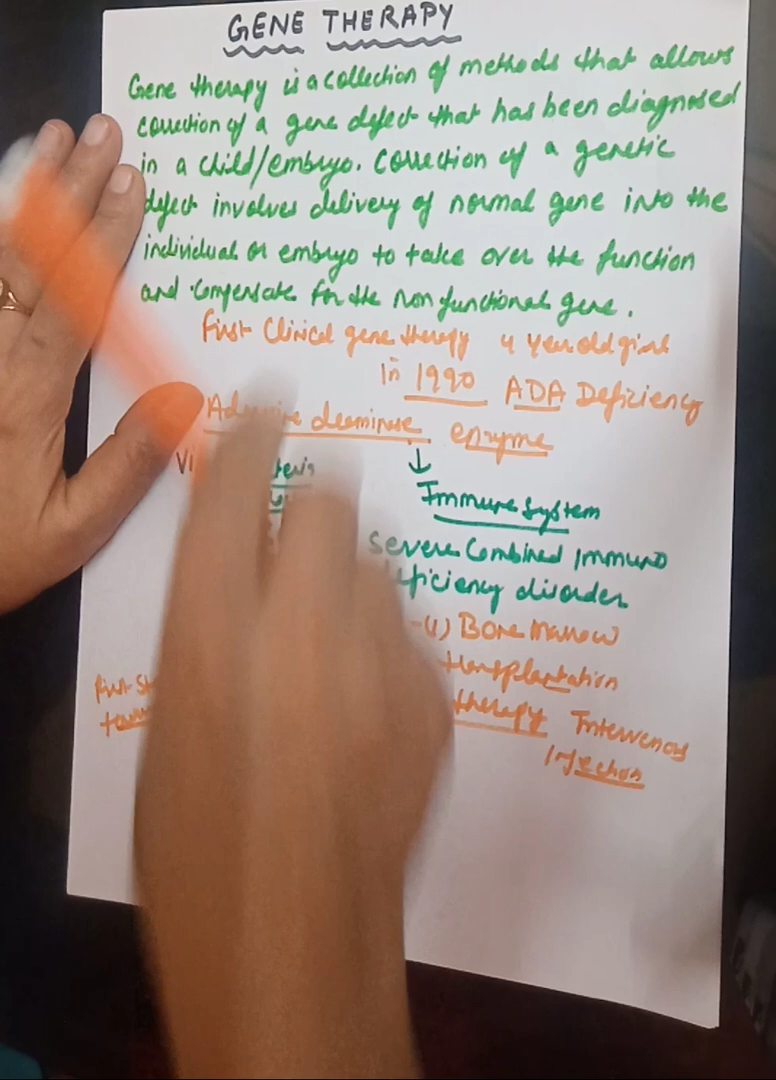 GENE THERAPY
Gene therapy is a collection of methods that allows
correction of a gene defect that has been diagnosed
in a child/embryo. Correction of a genetic
defect involves delivery of normal gene into the
individual or embryo to take over the function
and compensate for the non functional gene.
First Clinical gene therapy 4 year old girl
in 1990 ADA Deficiency
deaminase enzyme
Immune System
Severe Combined Immuno
deficiency disorder
(1) Bone Marrow
transplantation
First
therapy Intervenous
Injection